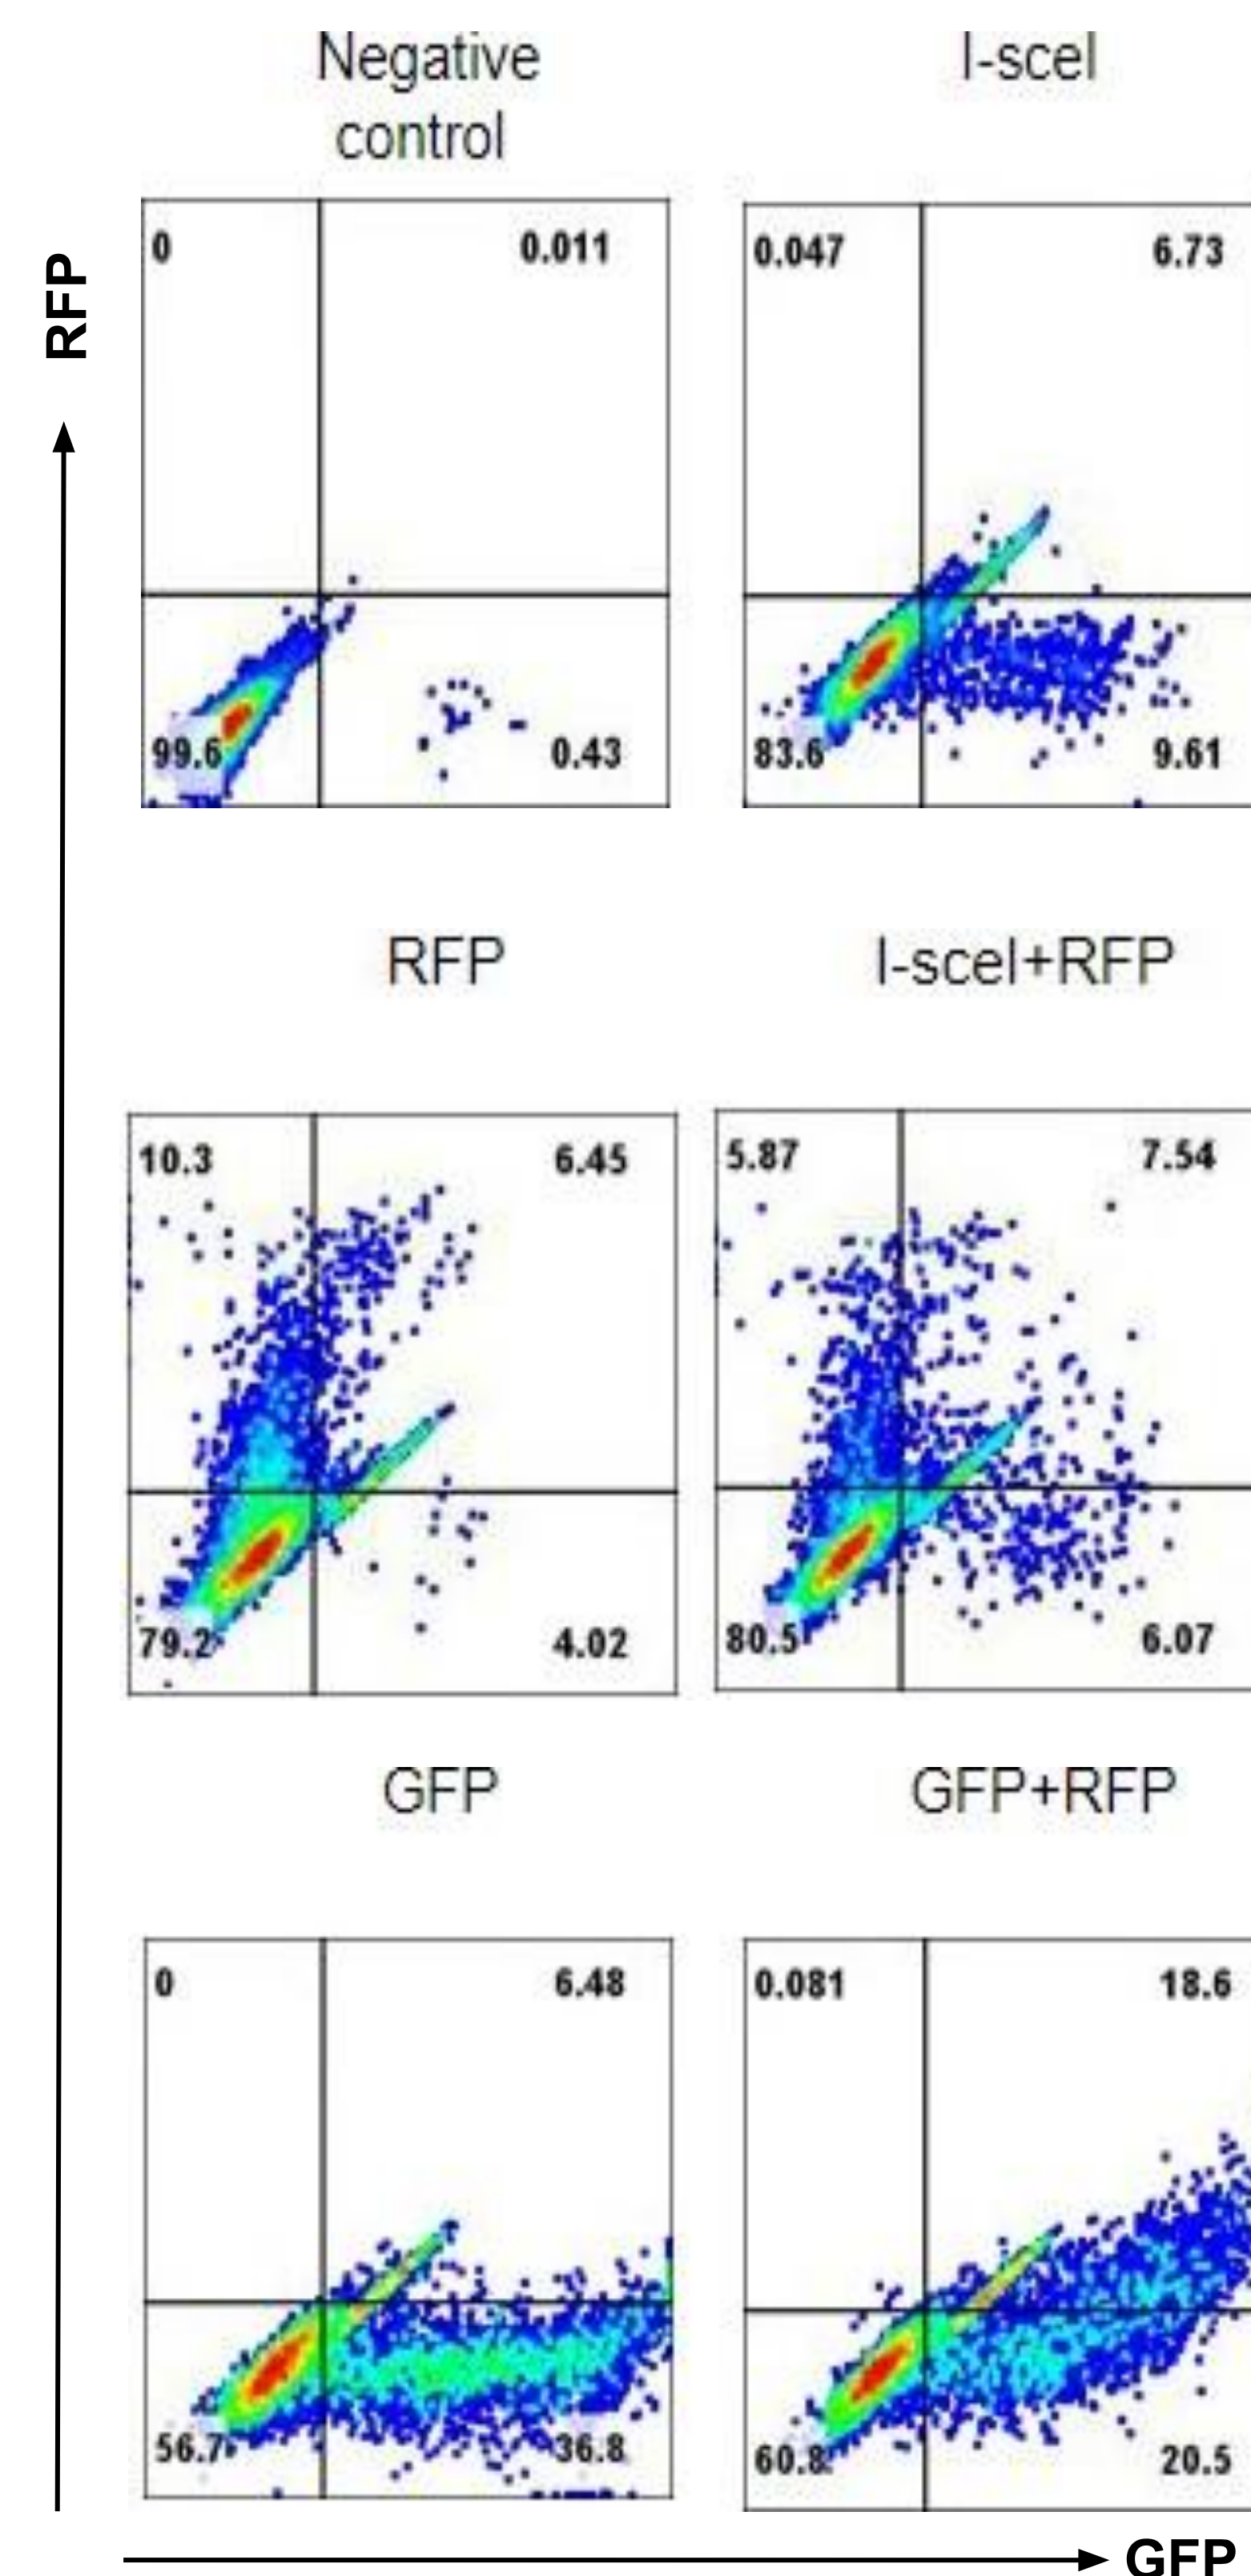 Negative
control
I-sceI
RFP
0
0.011
0.047
6.73
99.6
0.43
83.6
9.61
RFP
I-sceI+RFP
10.3
6.45
5.87
7.54
79.2
4.02
80.5
6.07
GFP
GFP+RFP
0
6.48
0.081
18.6
56.7
36.8
60.8
20.5
GFP